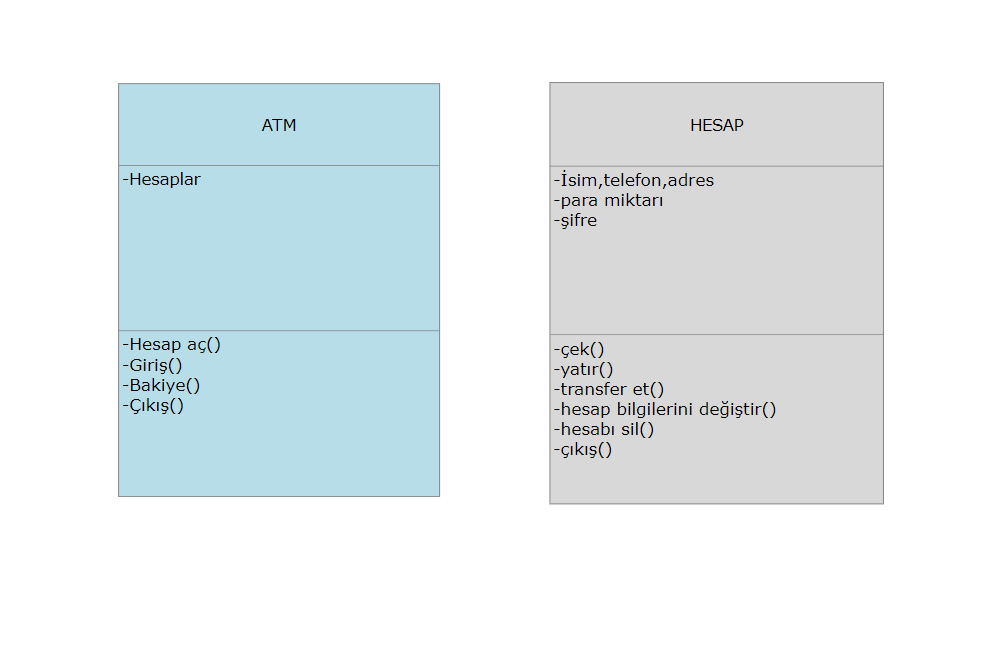 ATM
-Hesaplar
-Hesap aç()
-Giriş()
-Bakiye()
-Çıkış()
HESAP
-İsim,telefon,adres
-para miktarı
-şifre
-çek()
-yatır()
-transfer et()
-hesap bilgilerini değiştir()
-hesabı sil()
-çıkış()